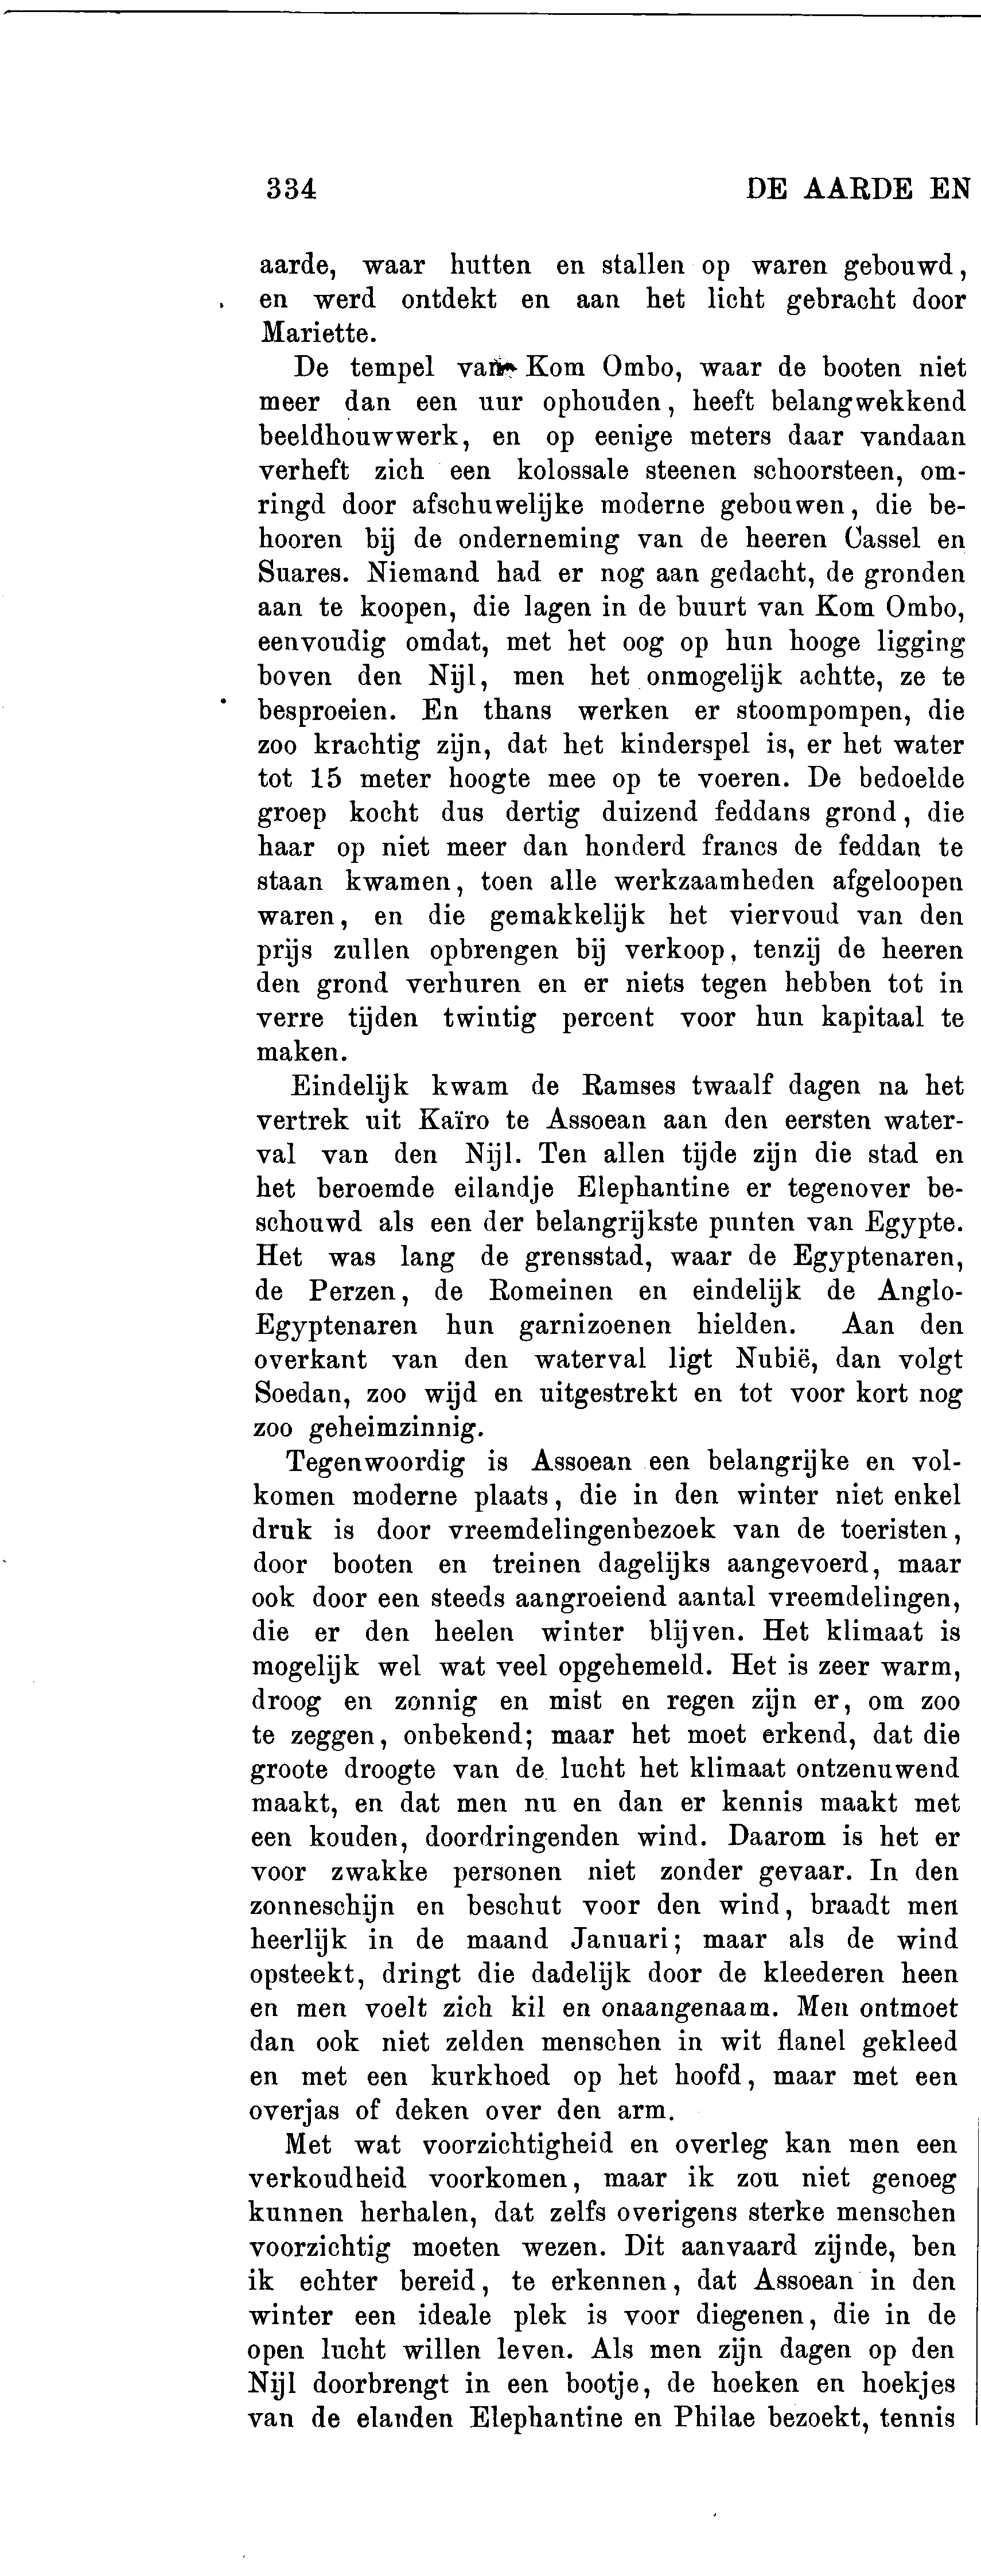 334 DE AARDE EN
aarde, waar hutten en stallen op waren gebouwd,
en werd ontdekt en aan het licht gebracht door
Mariette.
De tempel van Kom Ombo, waar de booten niet
meer dan een uur ophouden, heeft belangwekkend
beeldhouwwerk, en op eenige meters daar vandaan
verheft zich een kolossale steenen schoorsteen, om-
ringd door afschuwelijke moderne gebouwen, die be-
hooren bij de onderneming van de heeren Cassel en
Suares. Niemand had er nog aan gedacht, de gronden
aan te koopen, die lagen in de buurt van Kom Ombo,
eenvoudig omdat, met het oog op hun hooge ligging
boven den Nijl, men het onmogelijk achtte, ze te
besproeien. En thans werken er stoompompen, die
zoo krachtig zijn, dat het kinderspel is, er het water
tot 15 meter hoogte mee op te voeren. De bedoelde
groep kocht dus dertig duizend feddans grond, die
haar op niet meer dan honderd francs de feddan te
staan kwamen, toen alle werkzaamheden afgeloopen
waren, en die gemakkelijk het viervoud van den
prijs zullen opbrengen bij verkoop, tenzij de heeren
den grond verhuren en er niets tegen hebben tot in
verre tijden twintig percent voor hun kapitaal te
maken.
Eindelijk kwam de Ramses twaalf dagen na het
vertrek uit Kaïro te Assoean aan den eersten water-
val van den Nijl. Ten allen tijde zijn die stad en
het beroemde eilandje Elephantine er tegenover be-
schouwd als een der belangrijkste punten van Egypte.
Het was lang de grensstad, waar de Egyptenaren,
de Perzen, de Romeinen en eindelijk de Anglo-
Egyptenaren hun garnizoenen hielden. Aan den
overkant van den waterval ligt Nubië, dan volgt
Soedan, zoo wijd en uitgestrekt en tot voor kort nog
zoo geheimzinnig.
Tegenwoordig is Assoean een belangrijke en vol-
komen moderne plaats, die in den winter niet enkel
druk is door vreemdelingenbezoek van de toeristen,
door booten en treinen dagelijks aangevoerd, maar
ook door een steeds aangroeiend aantal vreemdelingen,
die er den heelen winter blijven. Het klimaat is
mogelijk wel wat veel opgehemeld. Het is zeer warm,
droog en zonnig en mist en regen zijn er, om zoo
te zeggen, onbekend; maar het moet erkend, dat die
groote droogte van de lucht het klimaat ontzenuwend
maakt, en dat men nu en dan er kennis maakt met
een kouden, doordringenden wind. Daarom is het er
voor zwakke personen niet zonder gevaar. In den
zonneschijn en beschut voor den wind, braadt men
heerlijk in de maand Januari; maar als de wind
opsteekt, dringt die dadelijk door de kleederen heen
en men voelt zich kil en onaangenaam. Men ontmoet
dan ook niet zelden menschen in wit flanel gekleed
en met een kurkhoed op het hoofd, maar met een
overjas of deken over den arm.
Met wat voorzichtigheid en overleg kan men een
verkoudheid voorkomen, maar ik zou niet genoeg
kunnen herhalen, dat zelfs overigens sterke menschen
voorzichtig moeten wezen. Dit aanvaard zijnde, ben
ik echter bereid, te erkennen, dat Assoean in den
winter een ideale plek is voor diegenen, die in de
open lucht willen leven. Als men zijn dagen op den
Nijl doorbrengt in een bootje, de hoeken en hoekjes
van de elanden Elephantine en Philae bezoekt, tennis